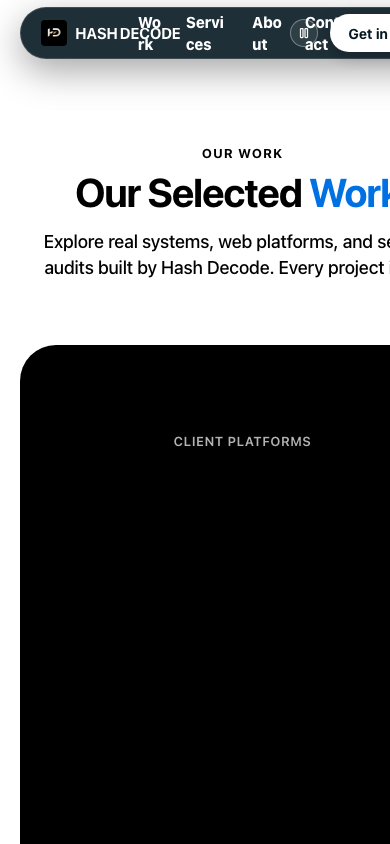 HASH DECODE
Wo
rk
Servi
ces
Abo
ut
Cont
act
Get in
OUR WORK
Our Selected Work
Explore real systems, web platforms, and se
audits built by Hash Decode. Every project i
CLIENT PLATFORMS